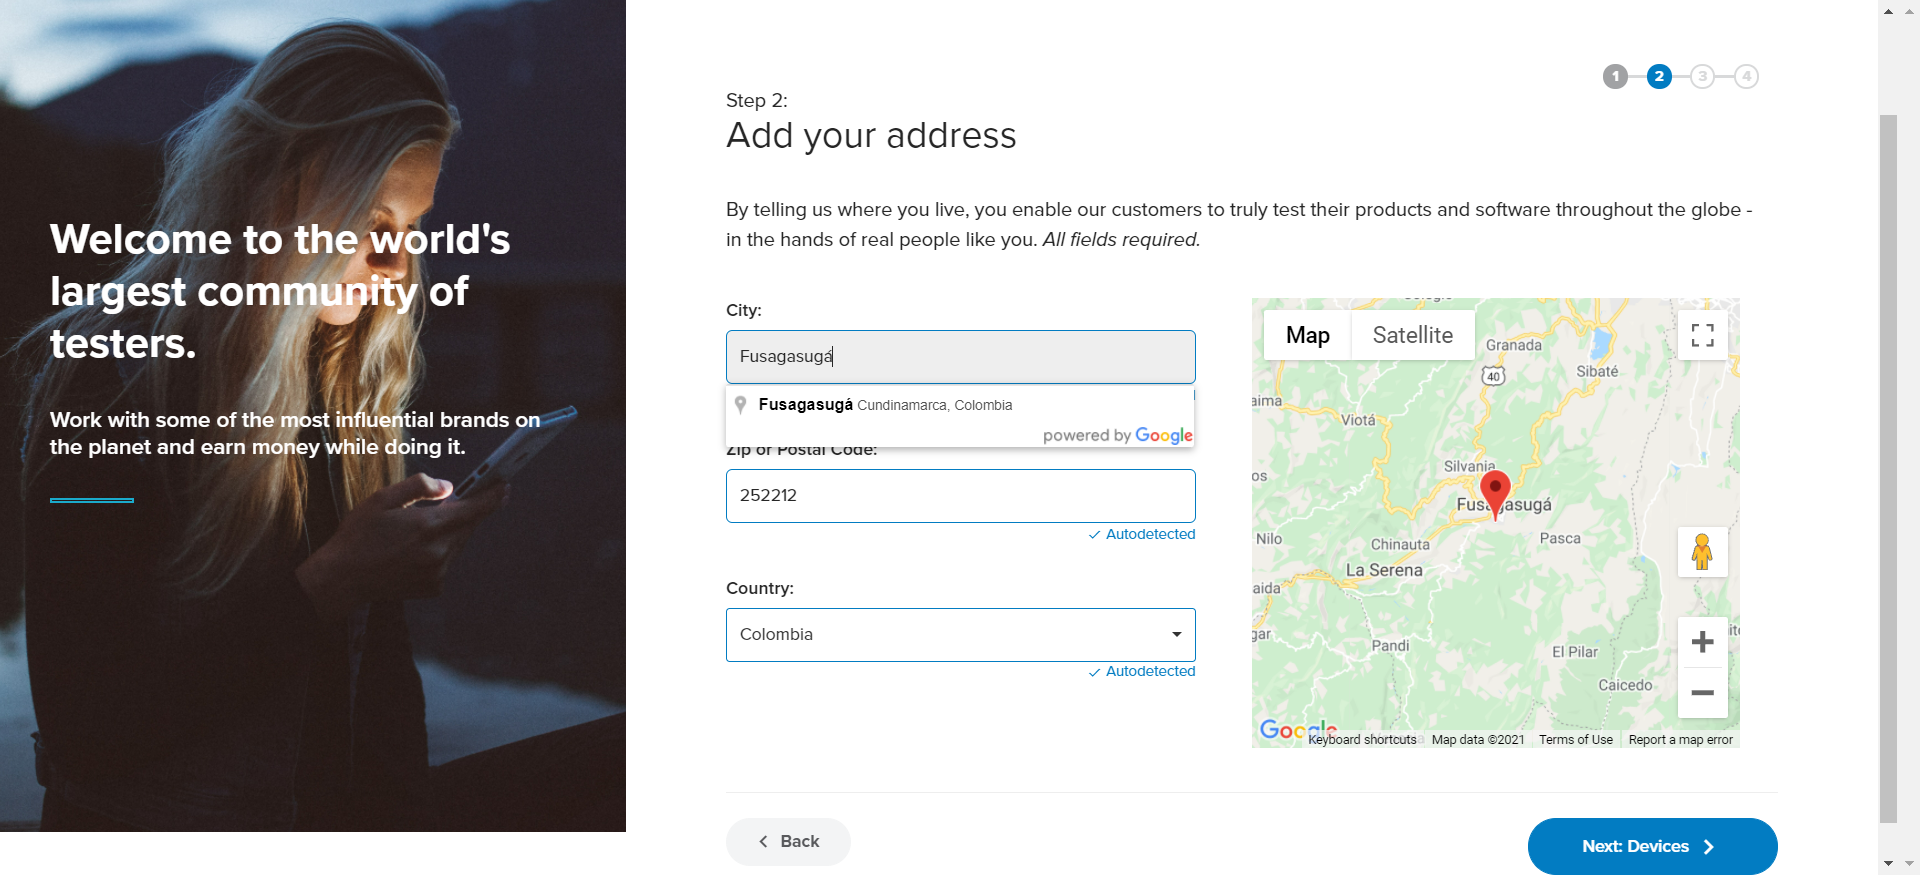 Welcome to the world's
largest community of
testers.
Work with some of the most influential brands on
the planet and earn money while doing it.
1 2 3 4
Step 2:
Add your address
By telling us where you live, you enable our customers to truly test their products and software throughout the globe -
in the hands of real people like you. All fields required.
City:
Fusagasugá
Fusagasugá Cundinamarca, Colombia
powered by Google
Zip or Postal Code:
252212
Autodetected
Country:
Colombia
Autodetected
Map Satellite
Granada
40
Sibaté
aima
Viotá
Silvania
os
Fusagasugá
Nilo
Pasca
Chinauta
La Serena
aida
gar
Pandi
El Pilar
Caicedo
Google
Keyboard shortcuts Map data ©2021 Terms of Use Report a map error
Back
Next: Devices